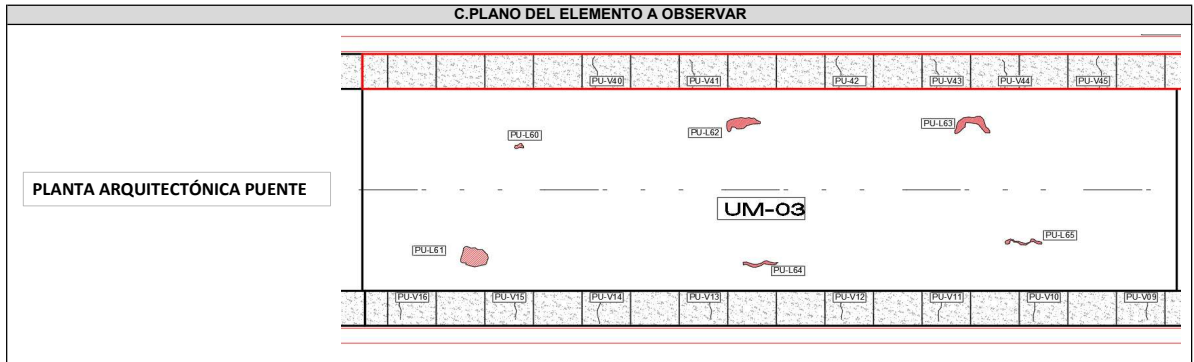 C.PLANO DEL ELEMENTO A OBSERVAR
PU-V40 PU-V41 PU-42 PU-V43 PU-V44 PU-V45
PU-L60 PU-L62 PU-L63
PLANTA ARQUITECTÓNICA PUENTE
UM-03
PU-L61 PU-L64 PU-L65
PU-V16 PU-V15 PU-V14 PU-V13 PU-V12 PU-V11 PU-V10 PU-V09